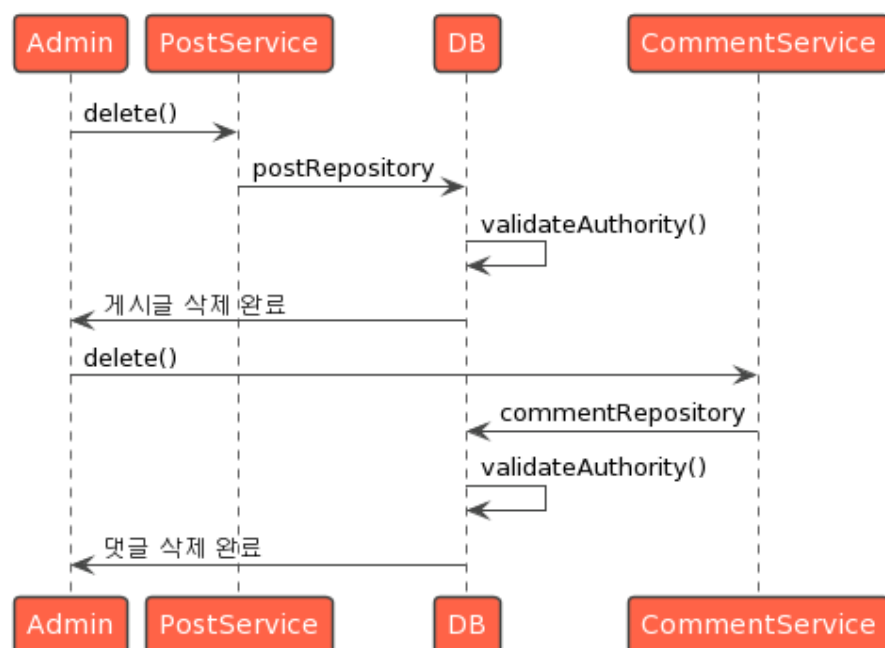 Admin PostService DB CommentService
delete()
postRepository
validateAuthority()
게시글 삭제 완료
delete()
commentRepository
validateAuthority()
댓글 삭제 완료
Admin PostService DB CommentService